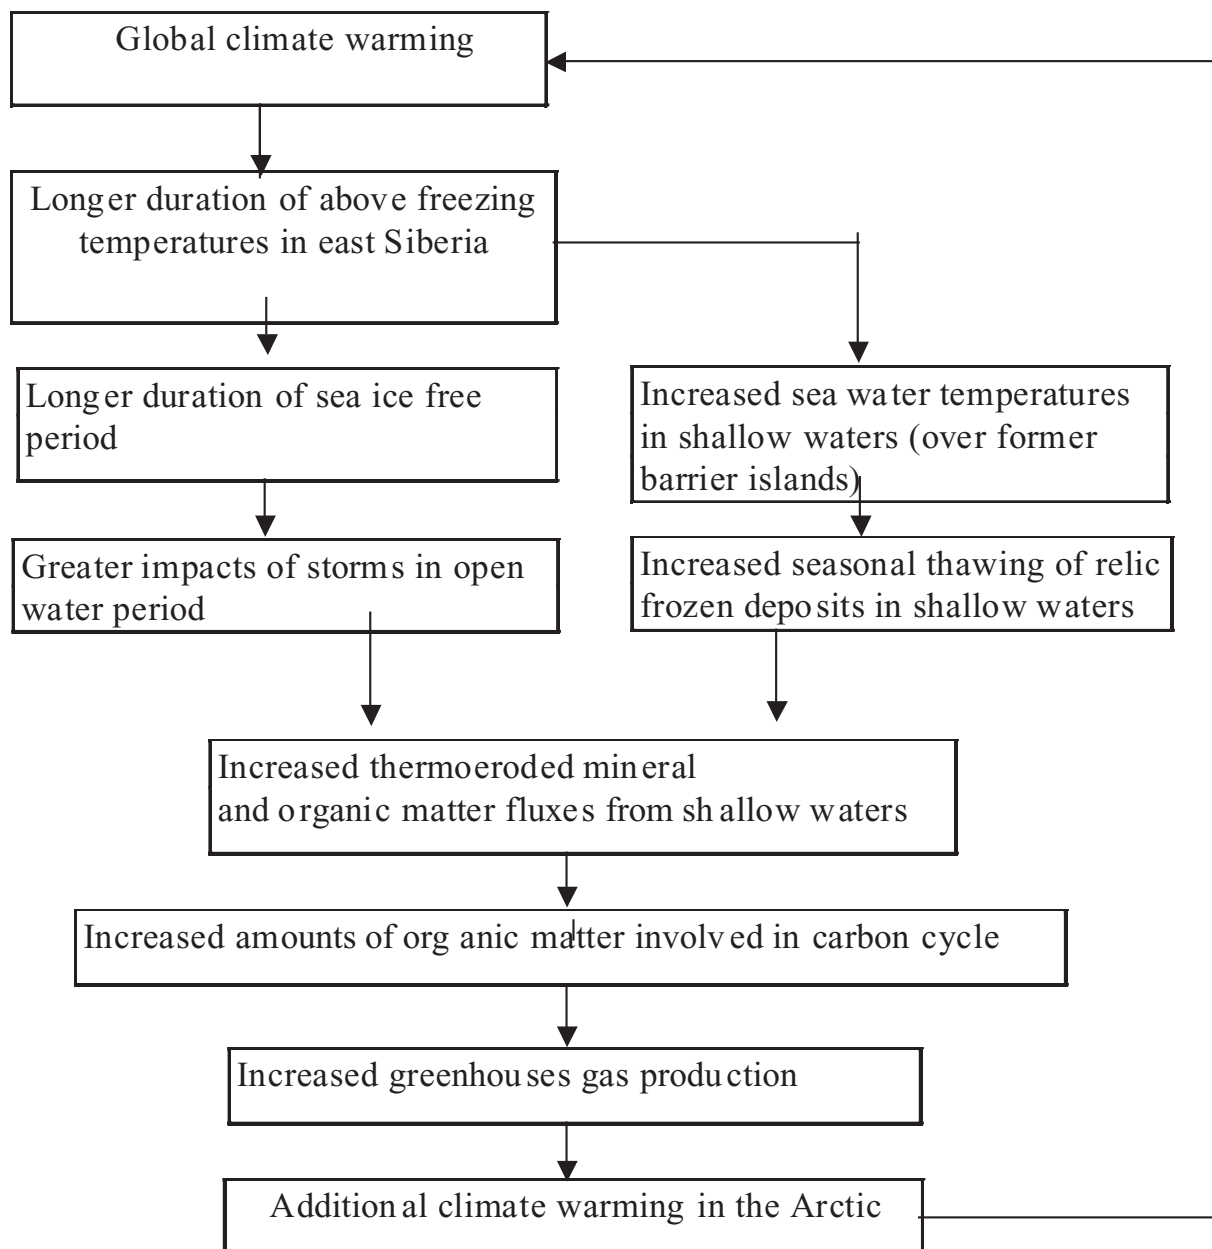 Global climate warming
Longer duration of above freezing
temperatures in east Siberia
Longer duration of sea ice free
period
Increased sea water temperatures
in shallow waters (over former
barrier islands)
Greater impacts of storms in open
water period
Increased seasonal thawing of relic
frozen deposits in shallow waters
Increased thermoeroded mineral
and organic matter fluxes from shallow waters
Increased amounts of organic matter involved in carbon cycle
Increased greenhouses gas production
Additional climate warming in the Arctic